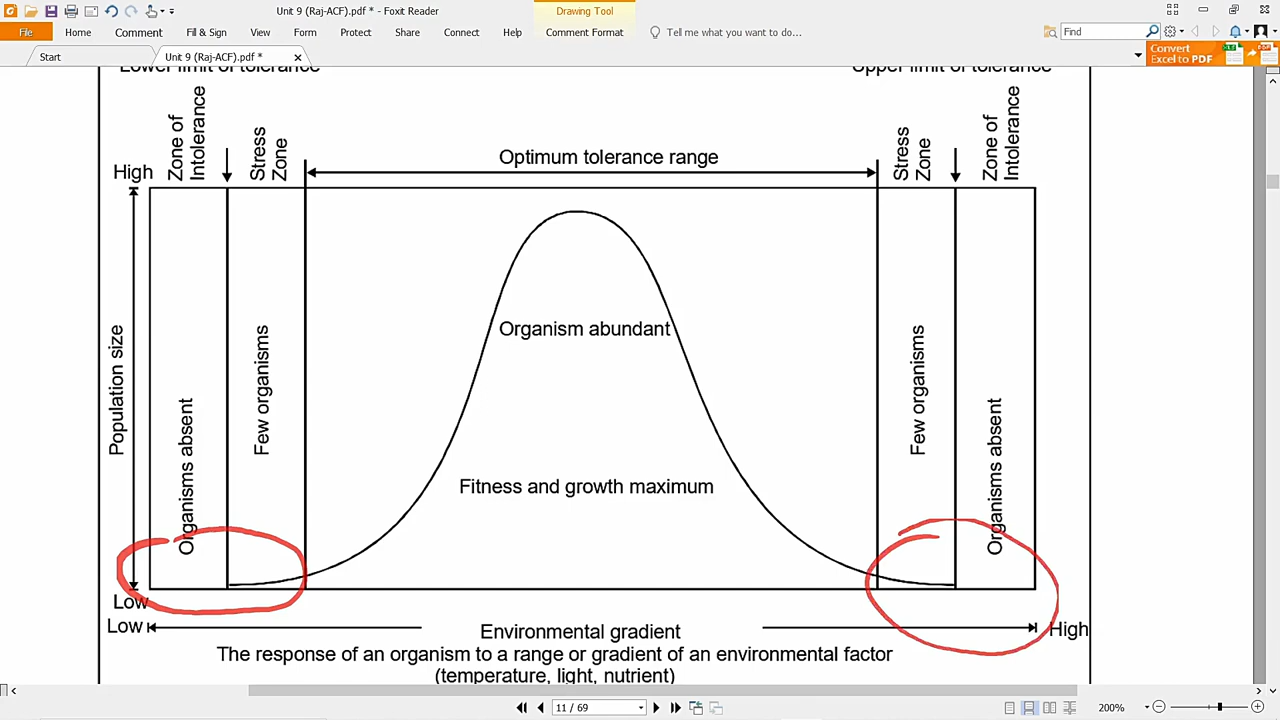 Unit 9 (Raj-ACF).pdf * - Foxit Reader
Drawing Tool
File
Home
Comment
Fill & Sign
View
Form
Protect
Share
Connect
Help
Comment Format
Tell me what you want to do...
Find
Start
Unit 9 (Raj-ACF).pdf *
Convert
Excel to PDF
Lower limit of tolerance
Upper limit of tolerance
Zone of
Intolerance
Stress
Zone
Optimum tolerance range
Stress
Zone
Zone of
Intolerance
High
Population size
Organisms absent
Few organisms
Organism abundant
Fitness and growth maximum
Few organisms
Organisms absent
Low
Low
Environmental gradient
High
The response of an organism to a range or gradient of an environmental factor
(temperature, light, nutrient)
11 / 69
200%